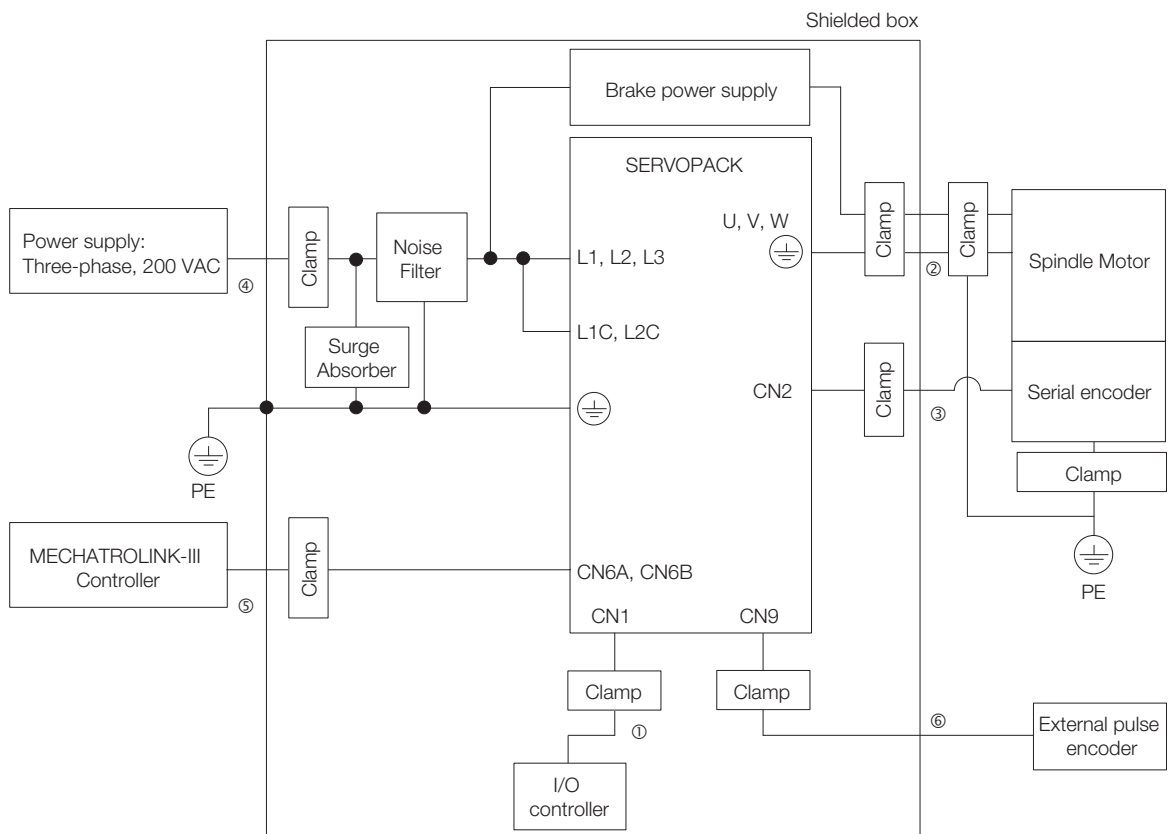 Shielded box
Brake power supply
SERVOPACK
U, V, W
Power supply:
Three-phase, 200 VAC
④
Clamp
Noise
Filter
L1, L2, L3
Clamp
Clamp
②
Spindle Motor
Surge
Absorber
L1C, L2C
CN2
Clamp
③
Serial encoder
Clamp
PE
PE
MECHATROLINK-III
Controller
⑤
Clamp
CN6A, CN6B
CN1
CN9
Clamp
Clamp
①
⑥
External pulse
encoder
I/O
controller